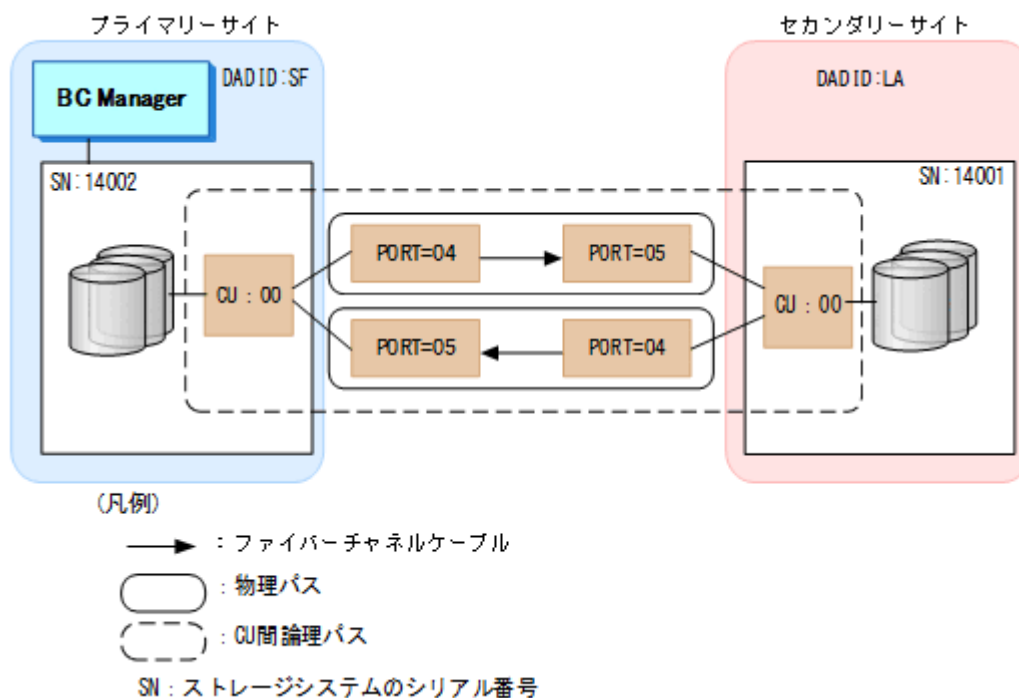 プライマリーサイト
セカンダリーサイト
BC Manager
DADID:SF
DADID:LA
SN:14002
SN:14001
PORT=04
PORT=05
CU : 00
CU : 00
PORT=05
PORT=04
(凡例)
: ファイバーチャネルケーブル
: 物理パス
: CU間論理パス
SN : ストレージシステムのシリアル番号